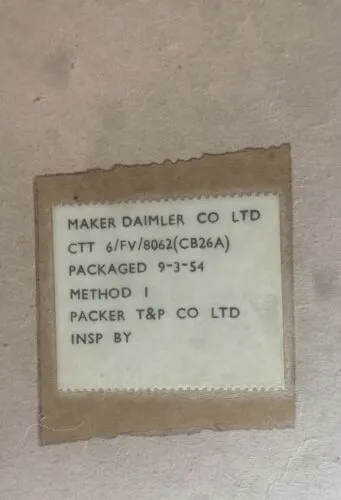 MAKER DAIMLER CO LTD
CTT 6/FV/8062(CB26A)
PACKAGED 9-3-54
METHOD 1
PACKER T&P CO LTD
INSP BY